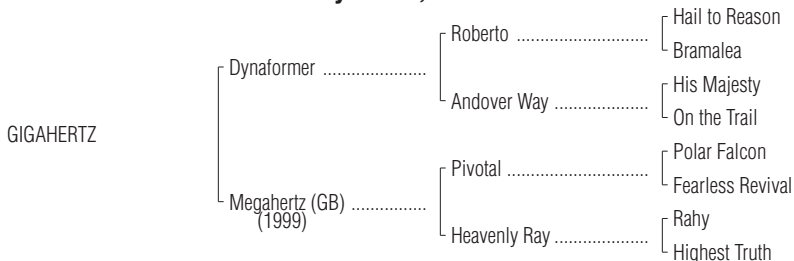 Hail to Reason
Roberto ............................
Bramalea
Dynaformer ......................
His Majesty
Andover Way ....................
On the Trail
GIGAHERTZ
Polar Falcon
Pivotal ..............................
Fearless Revival
Megahertz (GB) ................
(1999)
Rahy
Heavenly Ray ....................
Highest Truth